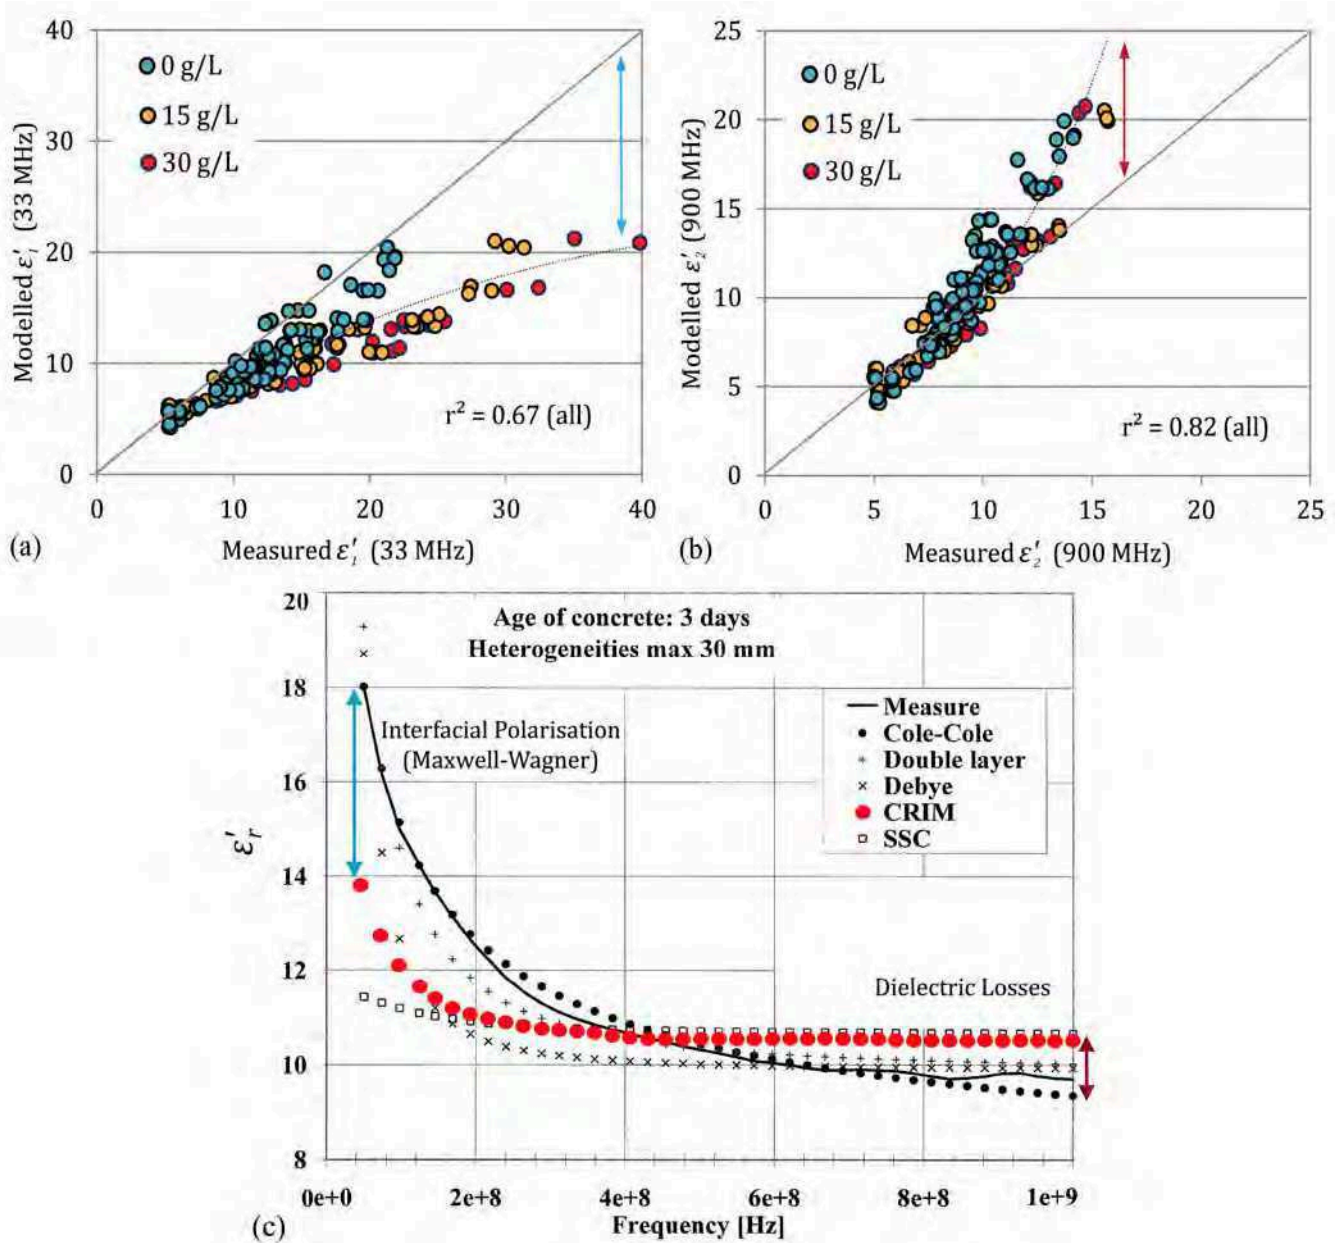 40
30
20
10
0
0 g/L
15 g/L
30 g/L
r² = 0.67 (all)
Modelled ε′₁ (33 MHz)
0
10
20
30
40
(a)
Measured ε′₁ (33 MHz)
25
20
15
10
5
0
0 g/L
15 g/L
30 g/L
r² = 0.82 (all)
Modelled ε′₂ (900 MHz)
0
5
10
15
20
25
(b)
Measured ε′₂ (900 MHz)
20
18
16
14
12
10
8
Age of concrete: 3 days
Heterogeneities max 30 mm
Interfacial Polarisation
(Maxwell-Wagner)
Measure
Cole-Cole
Double layer
Debye
CRIM
SSC
Dielectric Losses
ε′r
0e+0
2e+8
4e+8
6e+8
8e+8
1e+9
(c)
Frequency [Hz]